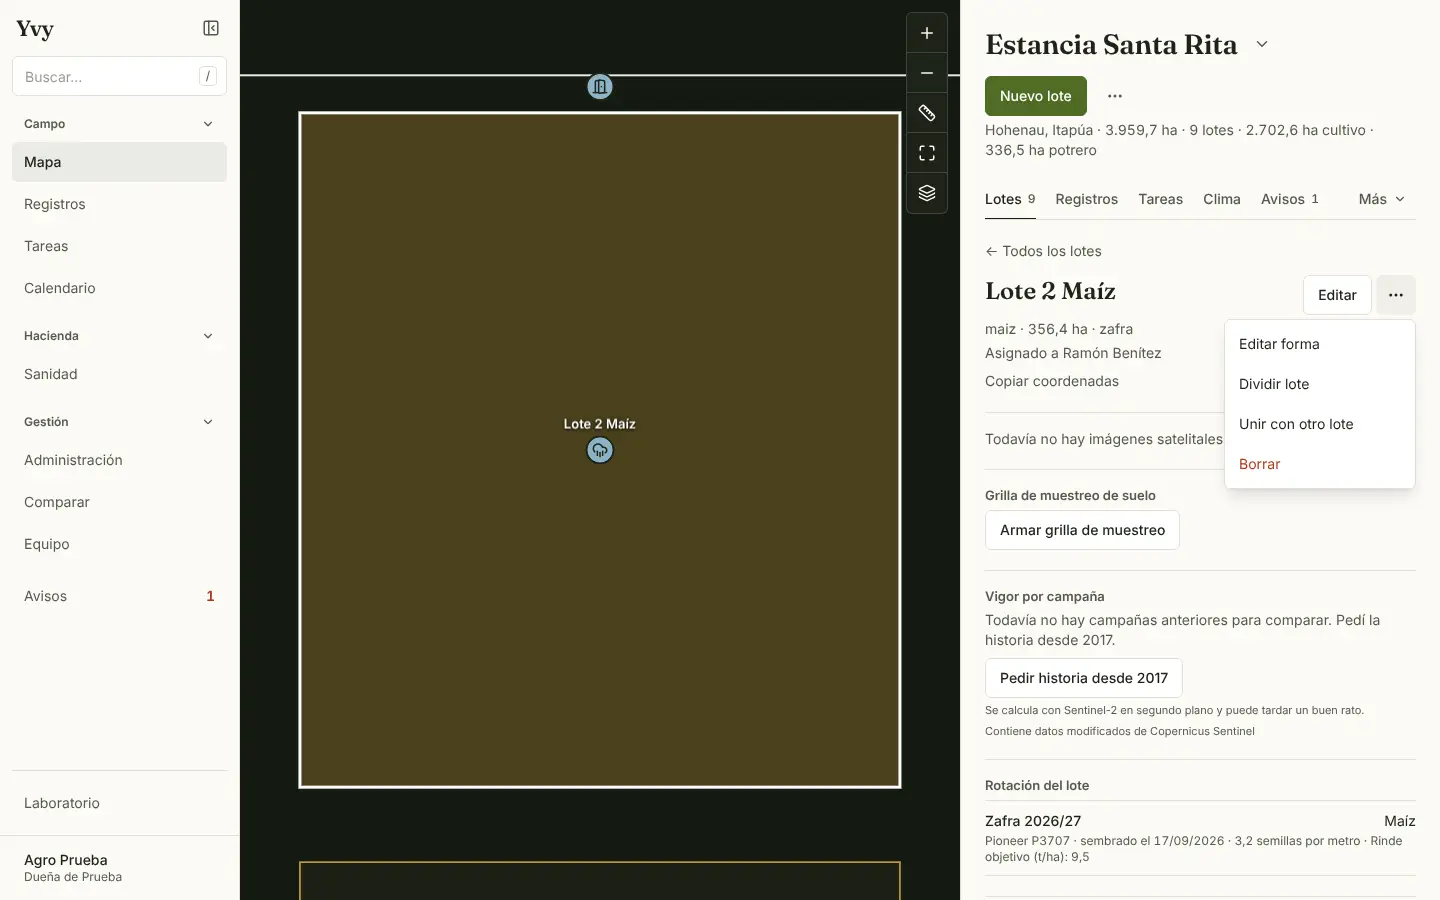 Yvy
Buscar...
/
Campo
Mapa
Registros
Tareas
Calendario
Hacienda
Sanidad
Gestión
Administración
Comparar
Equipo
Avisos 1
Laboratorio
Agro Prueba
Dueña de Prueba
Lote 2 Maíz
Estancia Santa Rita
Nuevo lote
Hohenau, Itapúa · 3.959,7 ha · 9 lotes · 2.702,6 ha cultivo ·
336,5 ha potrero
Lotes 9 Registros Tareas Clima Avisos 1 Más
← Todos los lotes
Lote 2 Maíz
Editar
maiz · 356,4 ha · zafra
Asignado a Ramón Benítez
Copiar coordenadas
Editar forma
Dividir lote
Unir con otro lote
Borrar
Todavía no hay imágenes satelitales
Grilla de muestreo de suelo
Armar grilla de muestreo
Vigor por campaña
Todavía no hay campañas anteriores para comparar. Pedí la
historia desde 2017.
Pedir historia desde 2017
Se calcula con Sentinel-2 en segundo plano y puede tardar un buen rato.
Contiene datos modificados de Copernicus Sentinel
Rotación del lote
Zafra 2026/27 Maíz
Pioneer P3707 · sembrado el 17/09/2026 · 3,2 semillas por metro · Rinde
objetivo (t/ha): 9,5